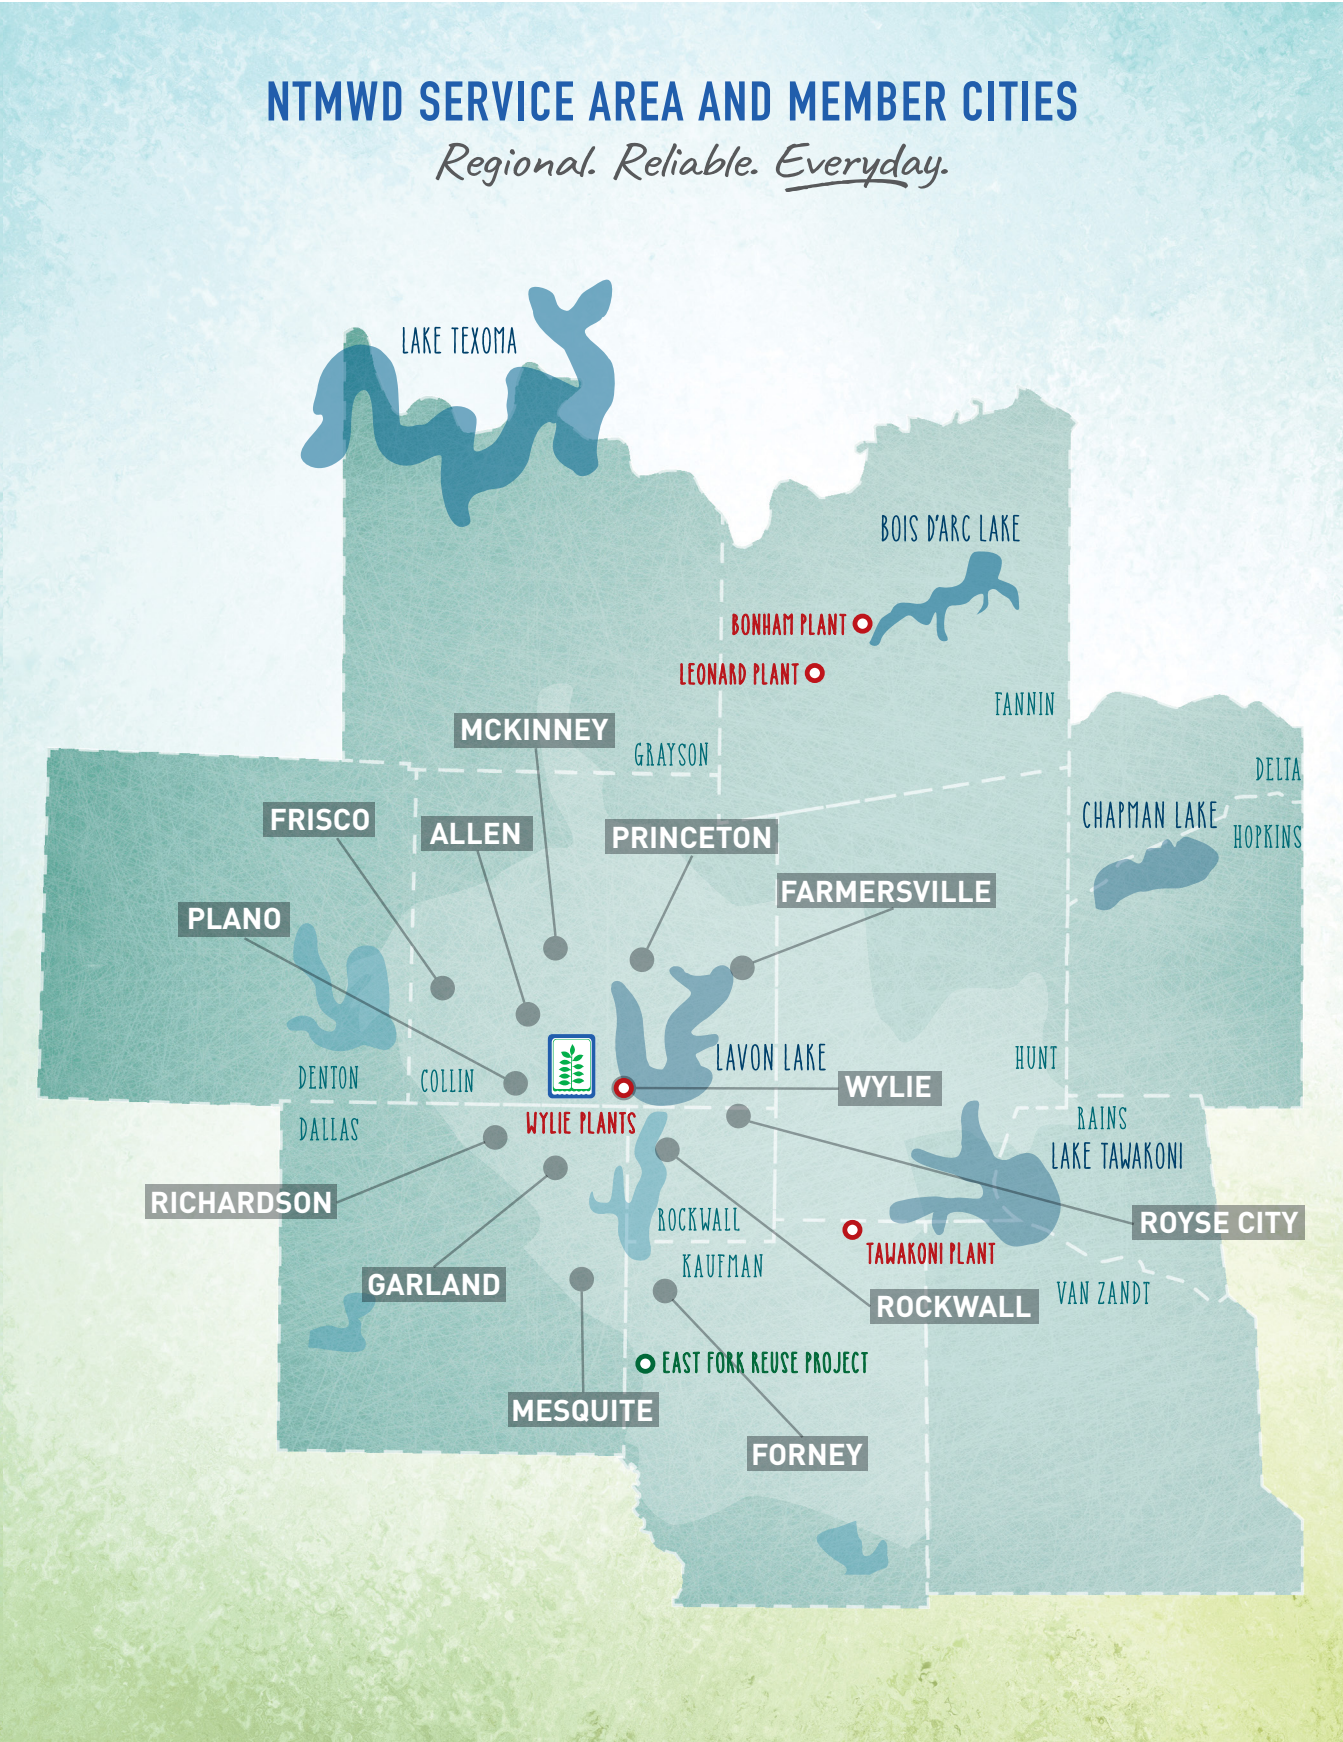 NTMWD SERVICE AREA AND MEMBER CITIES
Regional. Reliable. Everyday.
LAKE TEXOMA
BOIS D'ARC LAKE
BONHAM PLANT
LEONARD PLANT
FANNIN
MCKINNEY
GRAYSON
DELTA
CHAPMAN LAKE
HOPKINS
FRISCO
ALLEN
PRINCETON
FARMERSVILLE
PLANO
LAVON LAKE
HUNT
DENTON
COLLIN
WYLIE
WYLIE PLANTS
DALLAS
RAINS
LAKE TAWAKONI
RICHARDSON
ROCKWALL
ROYSE CITY
TAWAKONI PLANT
KAUFMAN
GARLAND
VAN ZANDT
ROCKWALL
EAST FORK REUSE PROJECT
MESQUITE
FORNEY